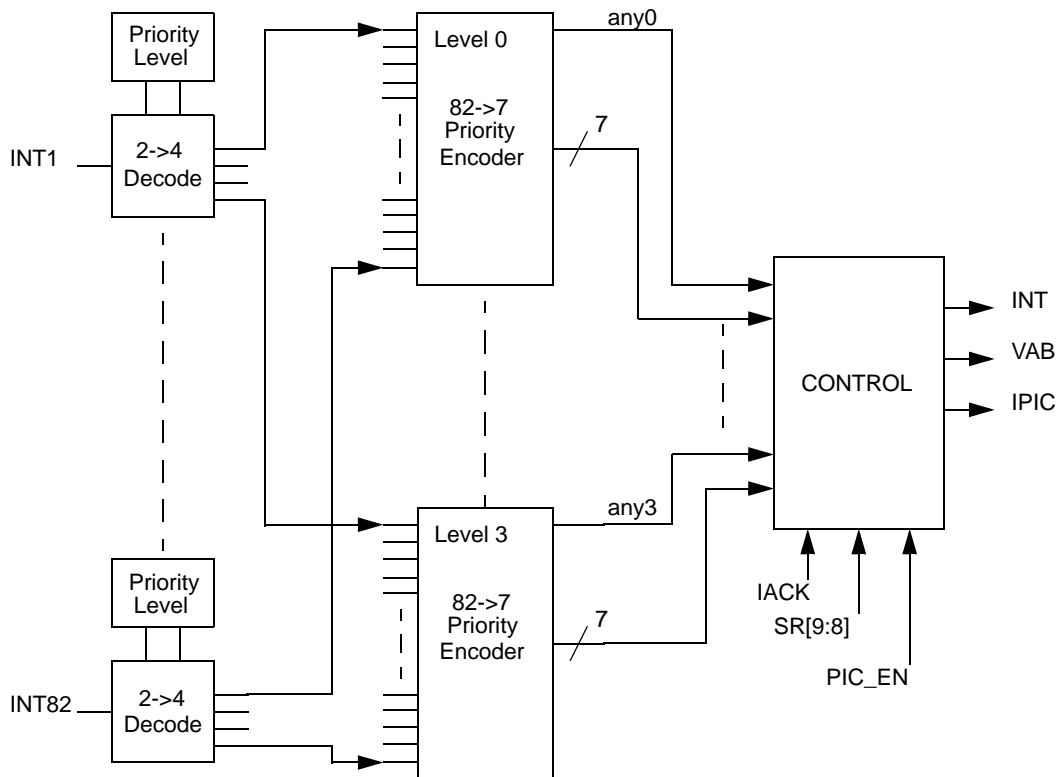 Priority
Level
INT1
2->4
Decode
Level 0
82->7
Priority
Encoder
any0
7
INT
VAB
IPIC
CONTROL
any3
Level 3
82->7
Priority
Encoder
7
IACK
SR[9:8]
PIC_EN
Priority
Level
INT82
2->4
Decode